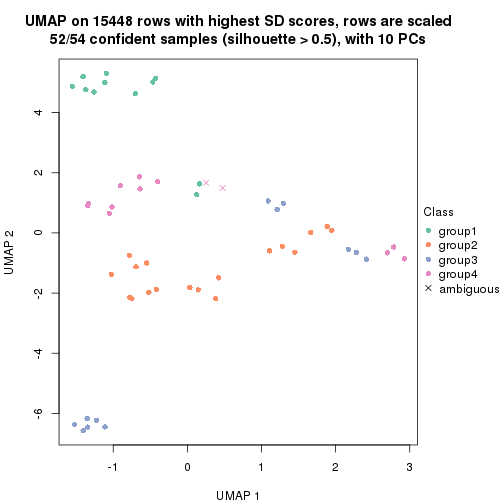 UMAP on 15448 rows with highest SD scores, rows are scaled
52/54 confident samples (silhouette > 0.5), with 10 PCs
4
2
0
-2
-4
-6
UMAP 2
-1
0
1
2
3
UMAP 1
Class
group1
group2
group3
group4
ambiguous